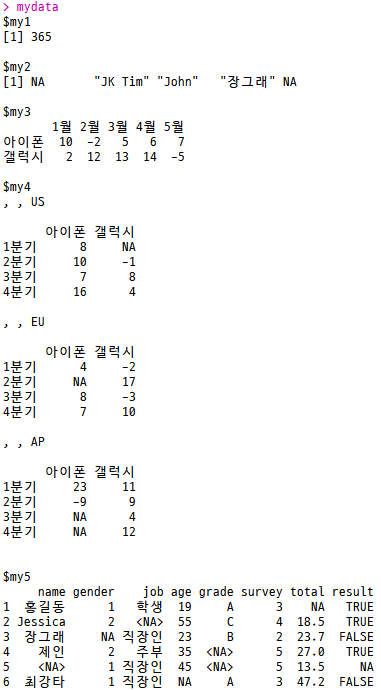 > mydata
$my1
[1] 365
$my2
[1] NA "JK Tim" "John" "장그래" NA
$my3
1월 2월 3월 4월 5월
아이폰 10 -2 5 6 7
갤럭시 2 12 13 14 -5
$my4
, , US
아이폰 갤럭시
1분기 8 NA
2분기 10 -1
3분기 7 8
4분기 16 4
, , EU
아이폰 갤럭시
1분기 4 -2
2분기 NA 17
3분기 8 -3
4분기 7 10
, , AP
아이폰 갤럭시
1분기 23 11
2분기 -9 9
3분기 NA 4
4분기 NA 12
$my5
name gender job age grade survey total result
1 홍길동 1 학생 19 A 3 NA TRUE
2 Jessica 2 <NA> 55 C 4 18.5 TRUE
3 장그래 NA 직장인 23 B 2 23.7 FALSE
4 제인 2 주부 35 <NA> 5 27.0 TRUE
5 <NA> 1 직장인 45 <NA> 5 13.5 NA
6 최강타 1 직장인 NA A 3 47.2 FALSE